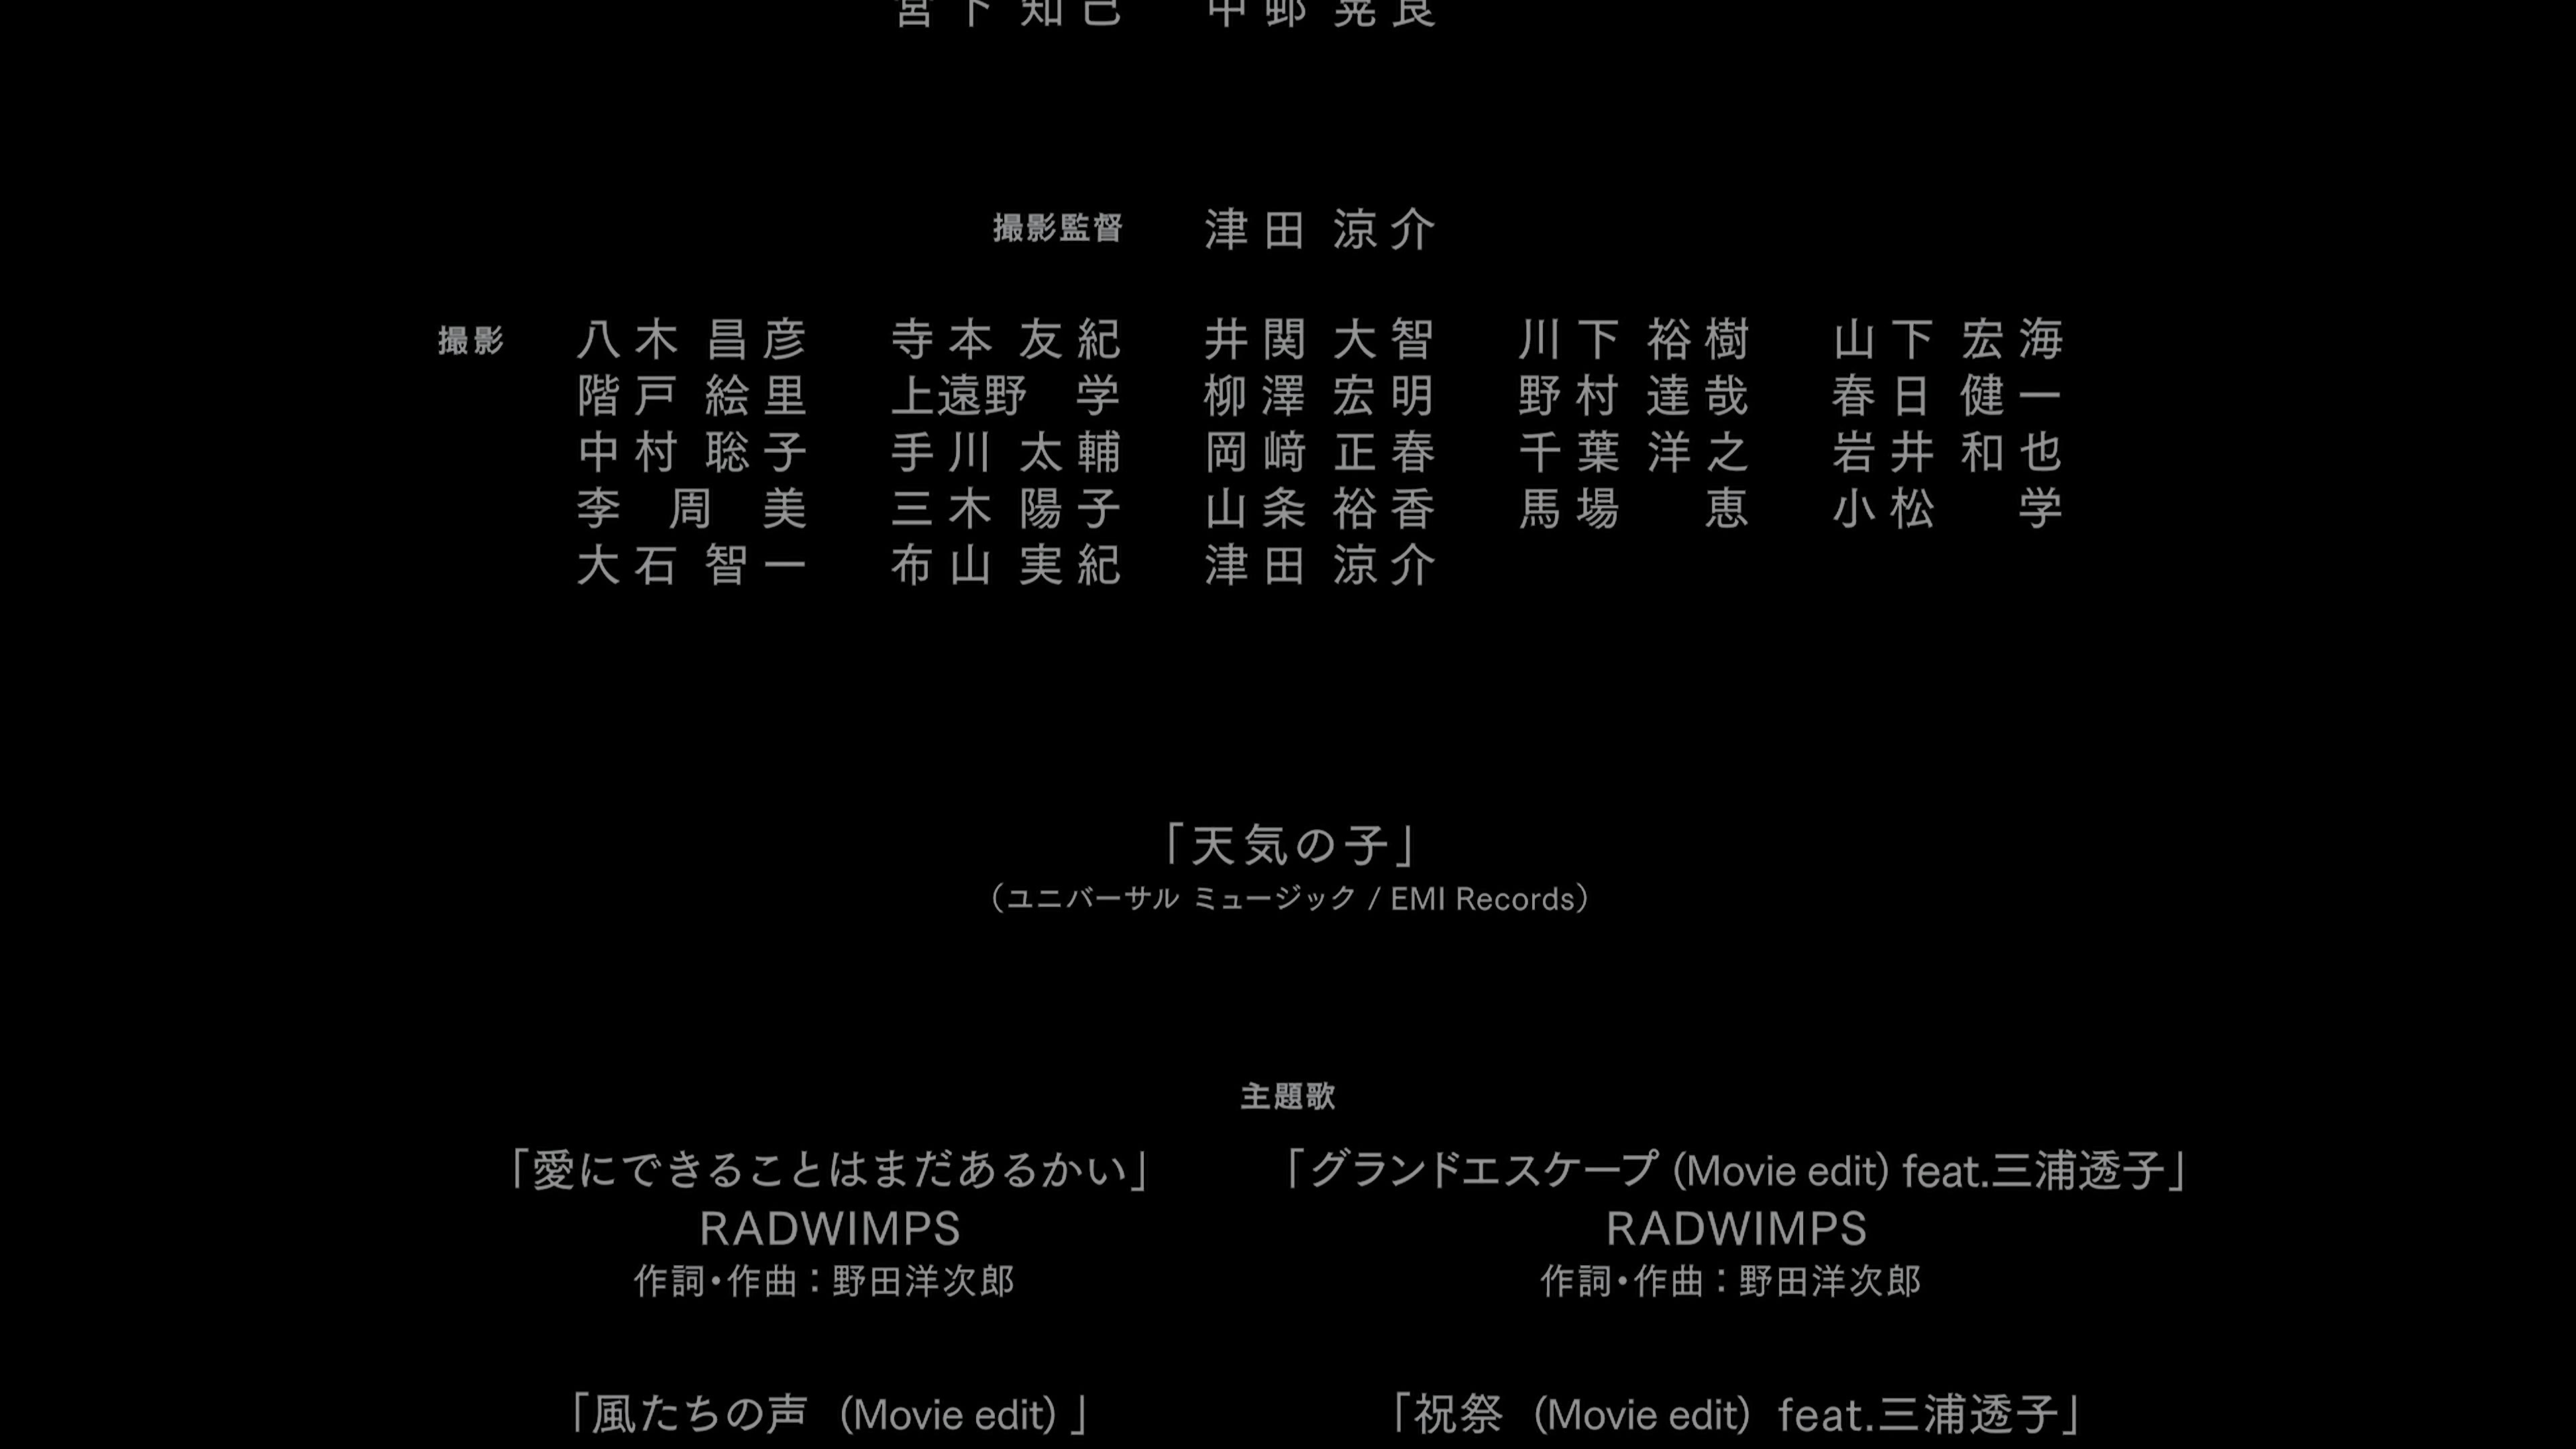 宮下 知己 中邨 晃良
撮影監督 津田 涼介
撮影 八木 昌彦 寺本 友紀 井関 大智 川下 裕樹 山下 宏海
階戸 絵里 上遠野 学 柳澤 宏明 野村 達哉 春日 健一
中村 聡子 手川 太輔 岡﨑 正春 千葉 洋之 岩井 和也
李 周 美 三木 陽子 山条 裕香 馬場 恵 小松 学
大石 智一 布山 実紀 津田 涼介
「天気の子」
（ユニバーサル ミュージック / EMI Records）
主題歌
「愛にできることはまだあるかい」 「グランドエスケープ (Movie edit) feat.三浦透子」
RADWIMPS RADWIMPS
作詞・作曲：野田洋次郎 作詞・作曲：野田洋次郎
「風たちの声 (Movie edit) 」 「祝祭 (Movie edit) feat.三浦透子」